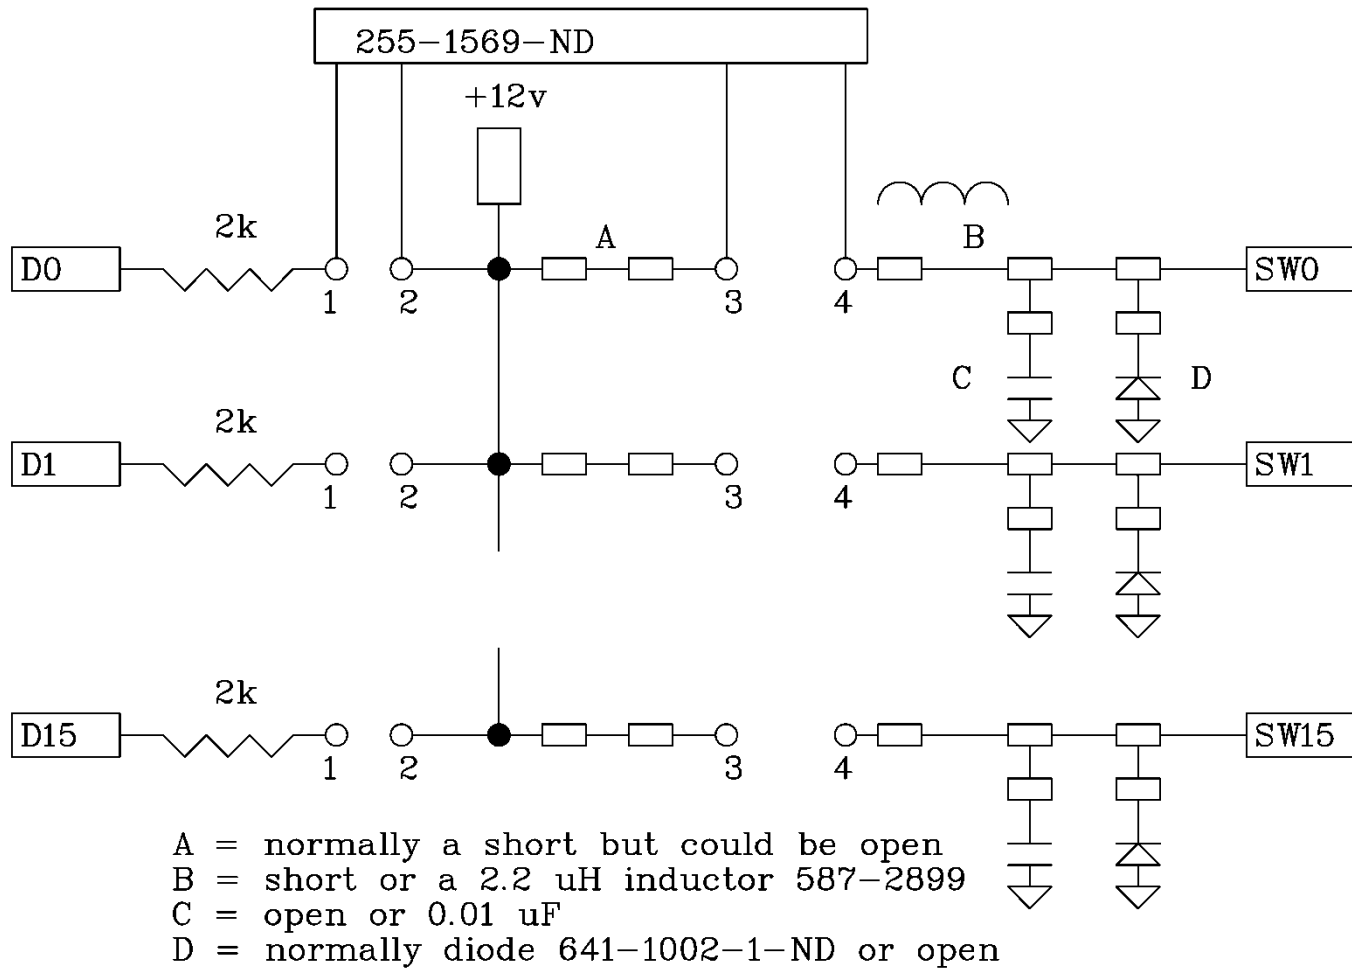 255-1569-ND
+12v
2k
A
B
D0
SW0
1
2
3
4
C
D
2k
D1
SW1
1
2
3
4
2k
D15
SW15
1
2
3
4
A = normally a short but could be open
B = short or a 2.2 uH inductor 587-2899
C = open or 0.01 uF
D = normally diode 641-1002-1-ND or open